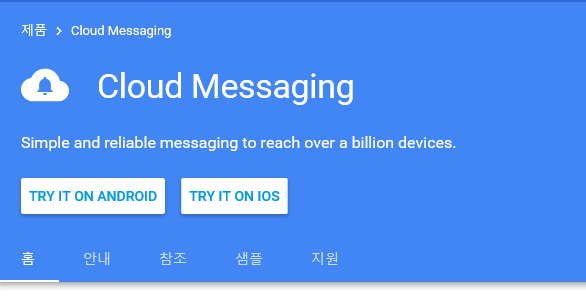 제품 > Cloud Messaging
Cloud Messaging
Simple and reliable messaging to reach over a billion devices.
TRY IT ON ANDROID TRY IT ON IOS
홈 안내 참조 샘플 지원